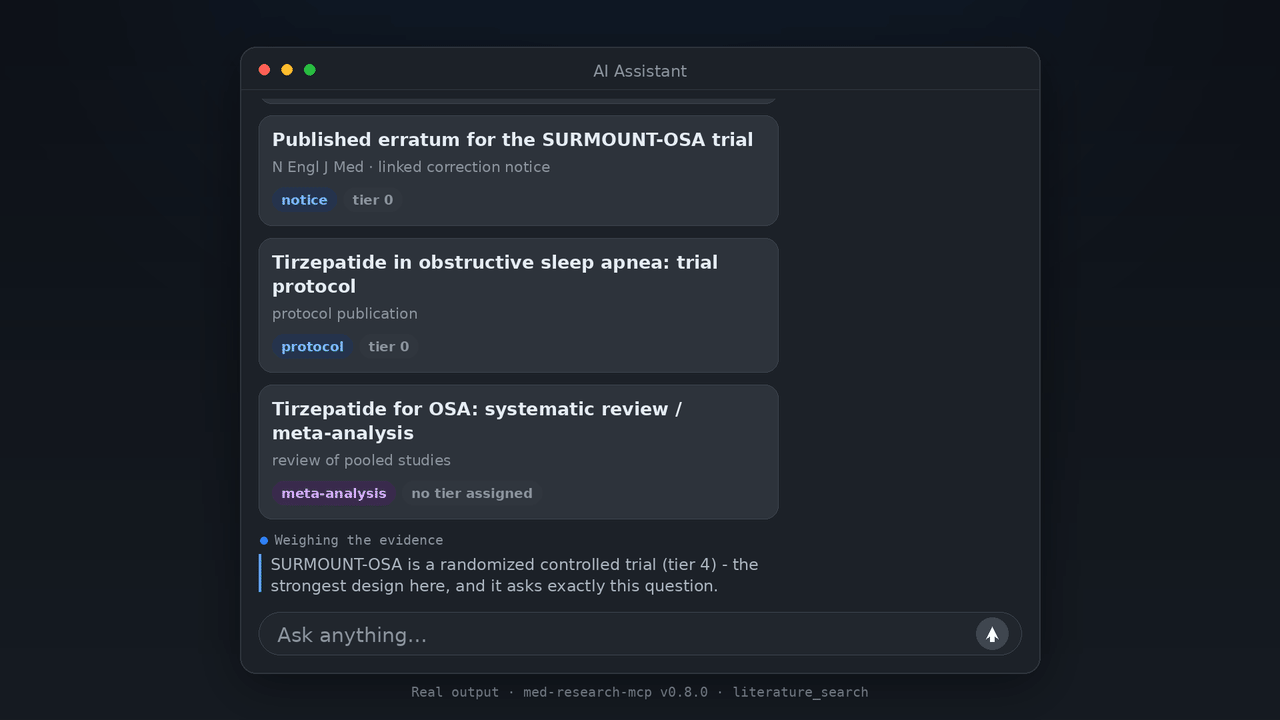 AI Assistant
Published erratum for the SURMOUNT-OSA trial
N Engl J Med · linked correction notice
notice tier 0
Tirzepatide in obstructive sleep apnea: trial
protocol
protocol publication
protocol tier 0
Tirzepatide for OSA: systematic review /
meta-analysis
review of pooled studies
meta-analysis no tier assigned
Weighing the evidence
SURMOUNT-OSA is a randomized controlled trial (tier 4) - the
strongest design here, and it asks exactly this question.
Ask anything...
Real output · med-research-mcp v0.8.0 · literature_search